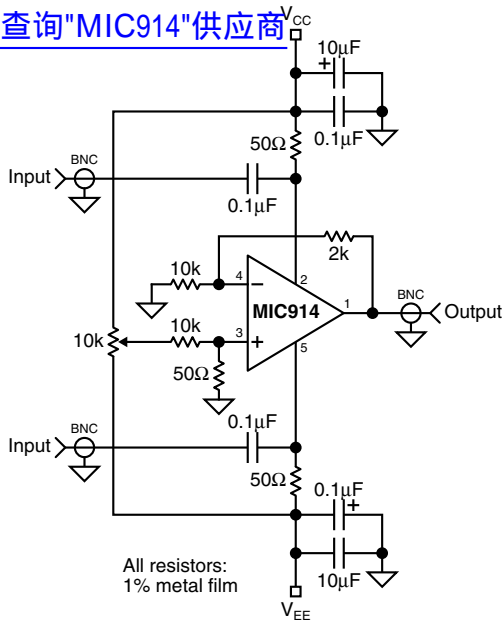 查询"MIC914"供应商
VCC
10µF
+
0.1µF
50Ω
BNC
Input
0.1µF
2k
10k
4
−
2
MIC914
1
BNC
Output
10k
10k
3
+
5
50Ω
0.1µF
BNC
Input
50Ω
0.1µF
+
All resistors:
1% metal film
10µF
VEE